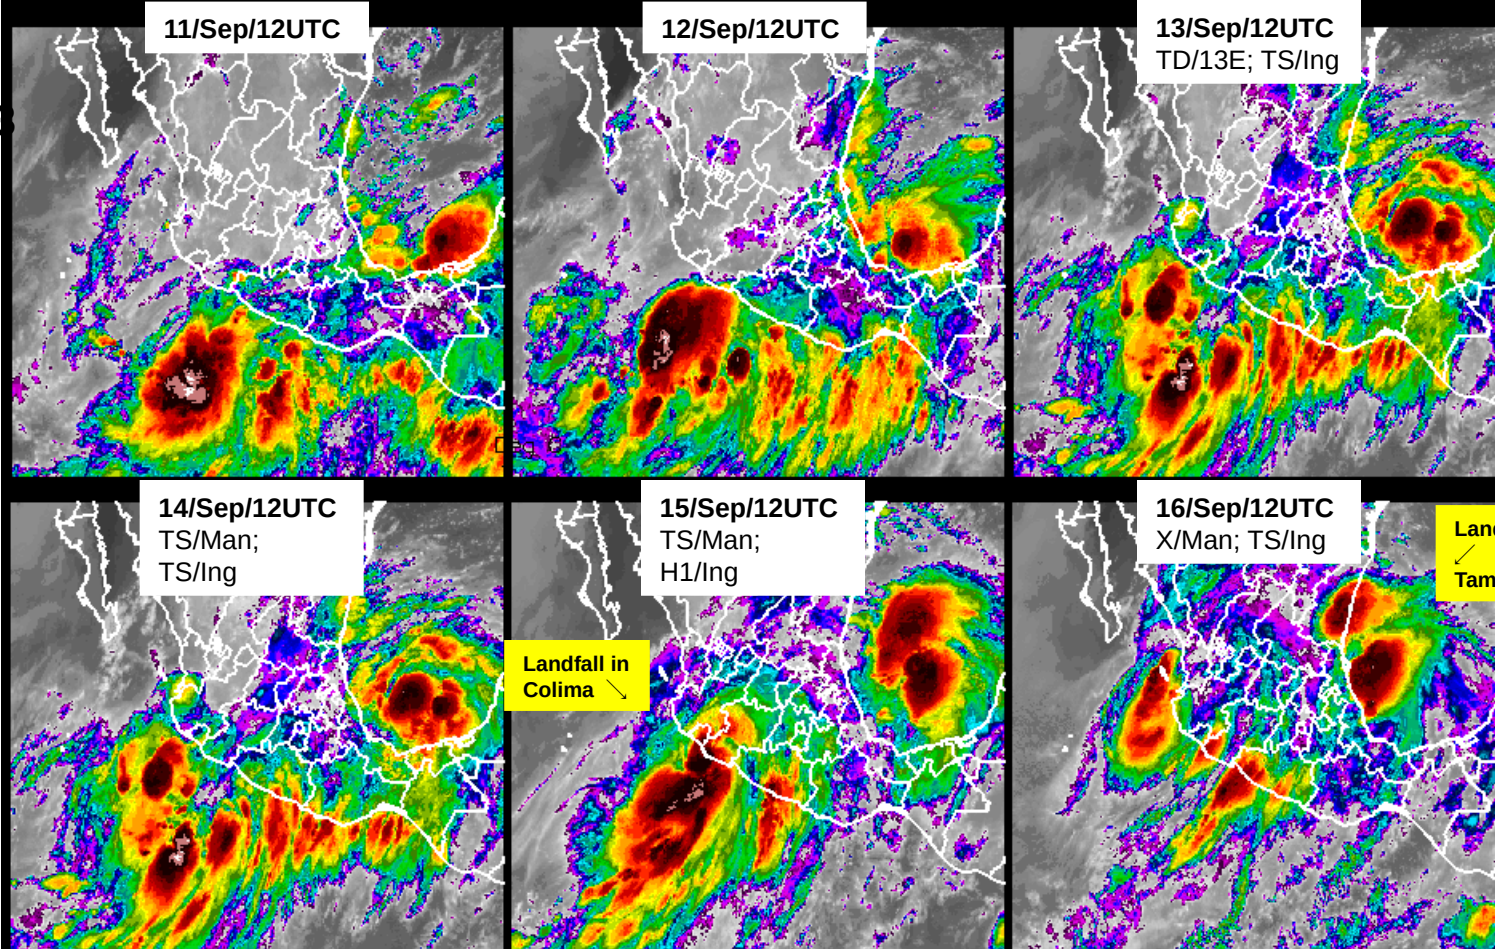 11/Sep/12UTC
12/Sep/12UTC
13/Sep/12UTC
TD/13E; TS/Ing
14/Sep/12UTC
TS/Man;
TS/Ing
15/Sep/12UTC
TS/Man;
H1/Ing
16/Sep/12UTC
X/Man; TS/Ing
Landfall in
Colima ↘